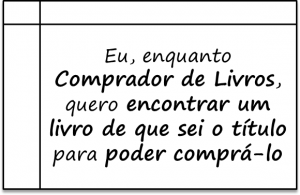 Eu, enquanto
Comprador de Livros,
quero encontrar um
livro de que sei o título
para poder comprá-lo